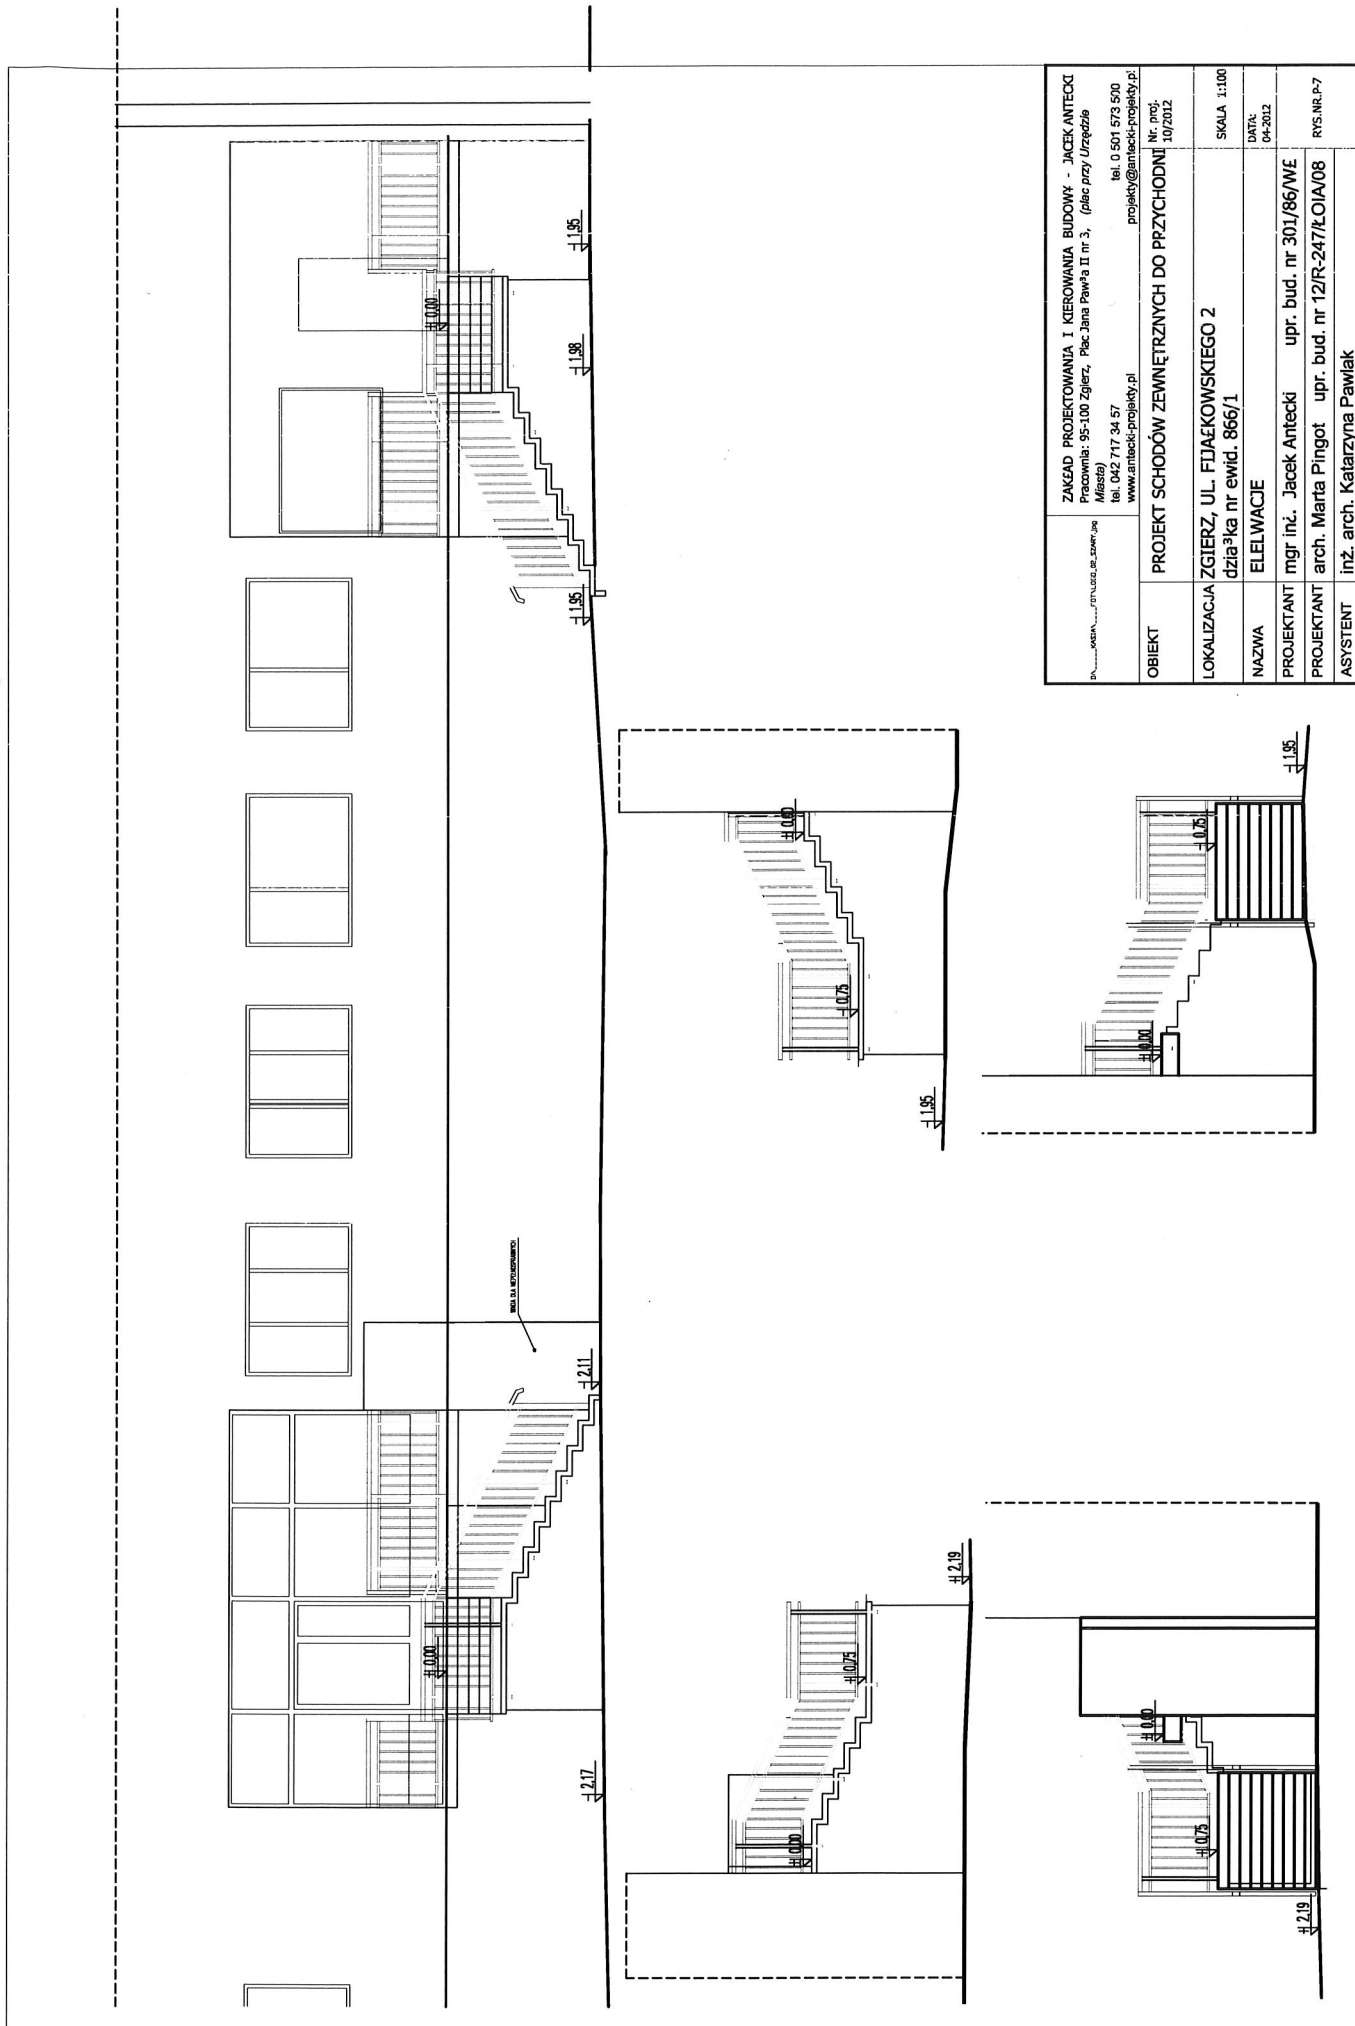 ZAK£AD PROJEKTOWANIA I KIEROWANIA BUDOW¥ - JACEK ANTECKI
Pracownia: 95-100 Zgierz, Plac Jana Paw³a II nr 3, (plac przy Urzędzie
Miasta)
tel. 042 717 34 57 tel. 0 501 573 500
www.antecki-projekty.pl projekty@antecki-projekty.pl
OBIEKT PROJEKT SCHODÓW ZEWNĘTRZNYCH DO PRZYCHODNI Nr. proj.
10/2012
LOKALIZACJA ZGIERZ, UL. FIJA£KOWSKIEGO 2 SKALA 1:100
dzia³ka nr ewid. 866/1
NAZWA ELELWACJE DATA:
04-2012
PROJEKTANT mgr inż. Jacek Antecki upr. bud. nr 301/86/W£
PROJEKTANT arch. Marta Pingot upr. bud. nr 12/R-247/ŁOIA/08 RYS.NR.P-7
ASYSTENT inż. arch. Katarzyna Pawlak
2,17
± 0,00
2,11
1,95
± 0,00
1,98
1,95
± 0,00
0,75
2,19
1,95
0,75
± 0,00
2,19
0,75
± 0,00
± 0,00
0,75
1,95